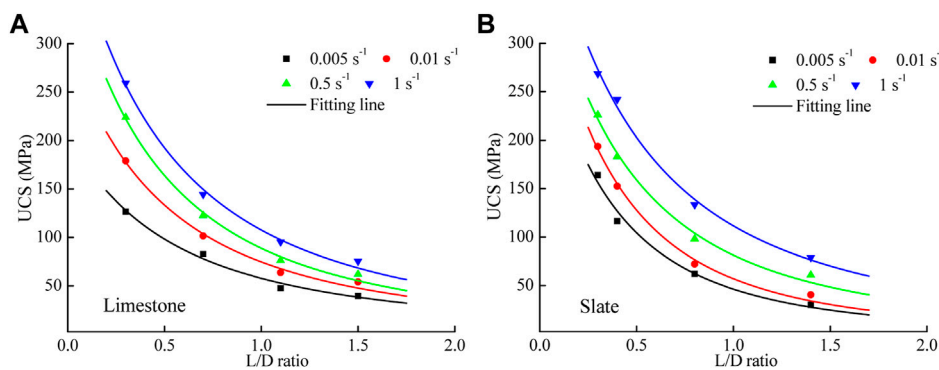 A
300
250
200
150
100
50
UCS (MPa)
0.005 s⁻¹ 0.01 s⁻¹
0.5 s⁻¹ 1 s⁻¹
Fitting line
Limestone
0.0 0.5 1.0 1.5 2.0
L/D ratio
B
300
250
200
150
100
50
UCS (MPa)
0.005 s⁻¹ 0.01 s⁻¹
0.5 s⁻¹ 1 s⁻¹
Fitting line
Slate
0.0 0.5 1.0 1.5 2.0
L/D ratio